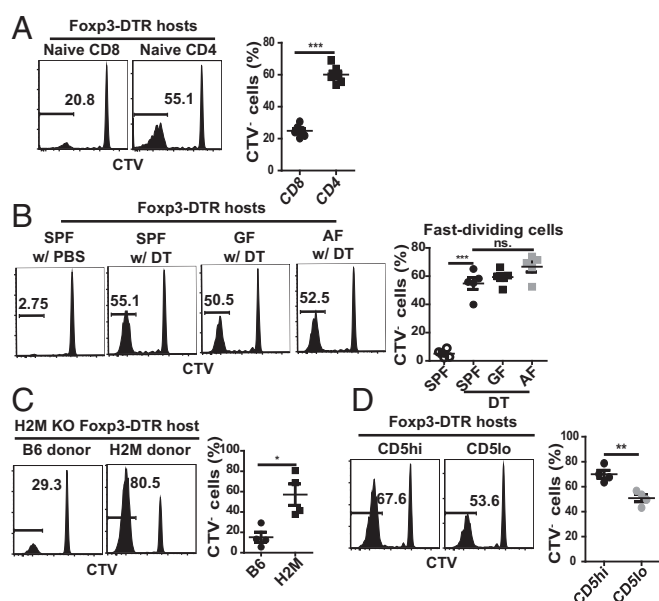 A
Foxp3-DTR hosts
Naive CD8 Naive CD4
20.8 55.1
CTV
CTV⁻ cells (%)
80
60
40
20
0
***
CD8 CD4
B
Foxp3-DTR hosts
SPF w/ PBS
SPF w/ DT
GF w/ DT
AF w/ DT
2.75 55.1 50.5 52.5
CTV
Fast-dividing cells
ns.
***
CTV⁻ cells (%)
80
60
40
20
0
SPF SPF GF AF
DT
C
H2M KO Foxp3-DTR host
B6 donor H2M donor
29.3 80.5
CTV
CTV⁻ cells (%)
100
80
60
40
20
0
*
B6 H2M
D
Foxp3-DTR hosts
CD5hi CD5lo
67.6 53.6
CTV
CTV⁻ cells (%)
100
80
60
40
20
0
**
CD5hi CD5lo